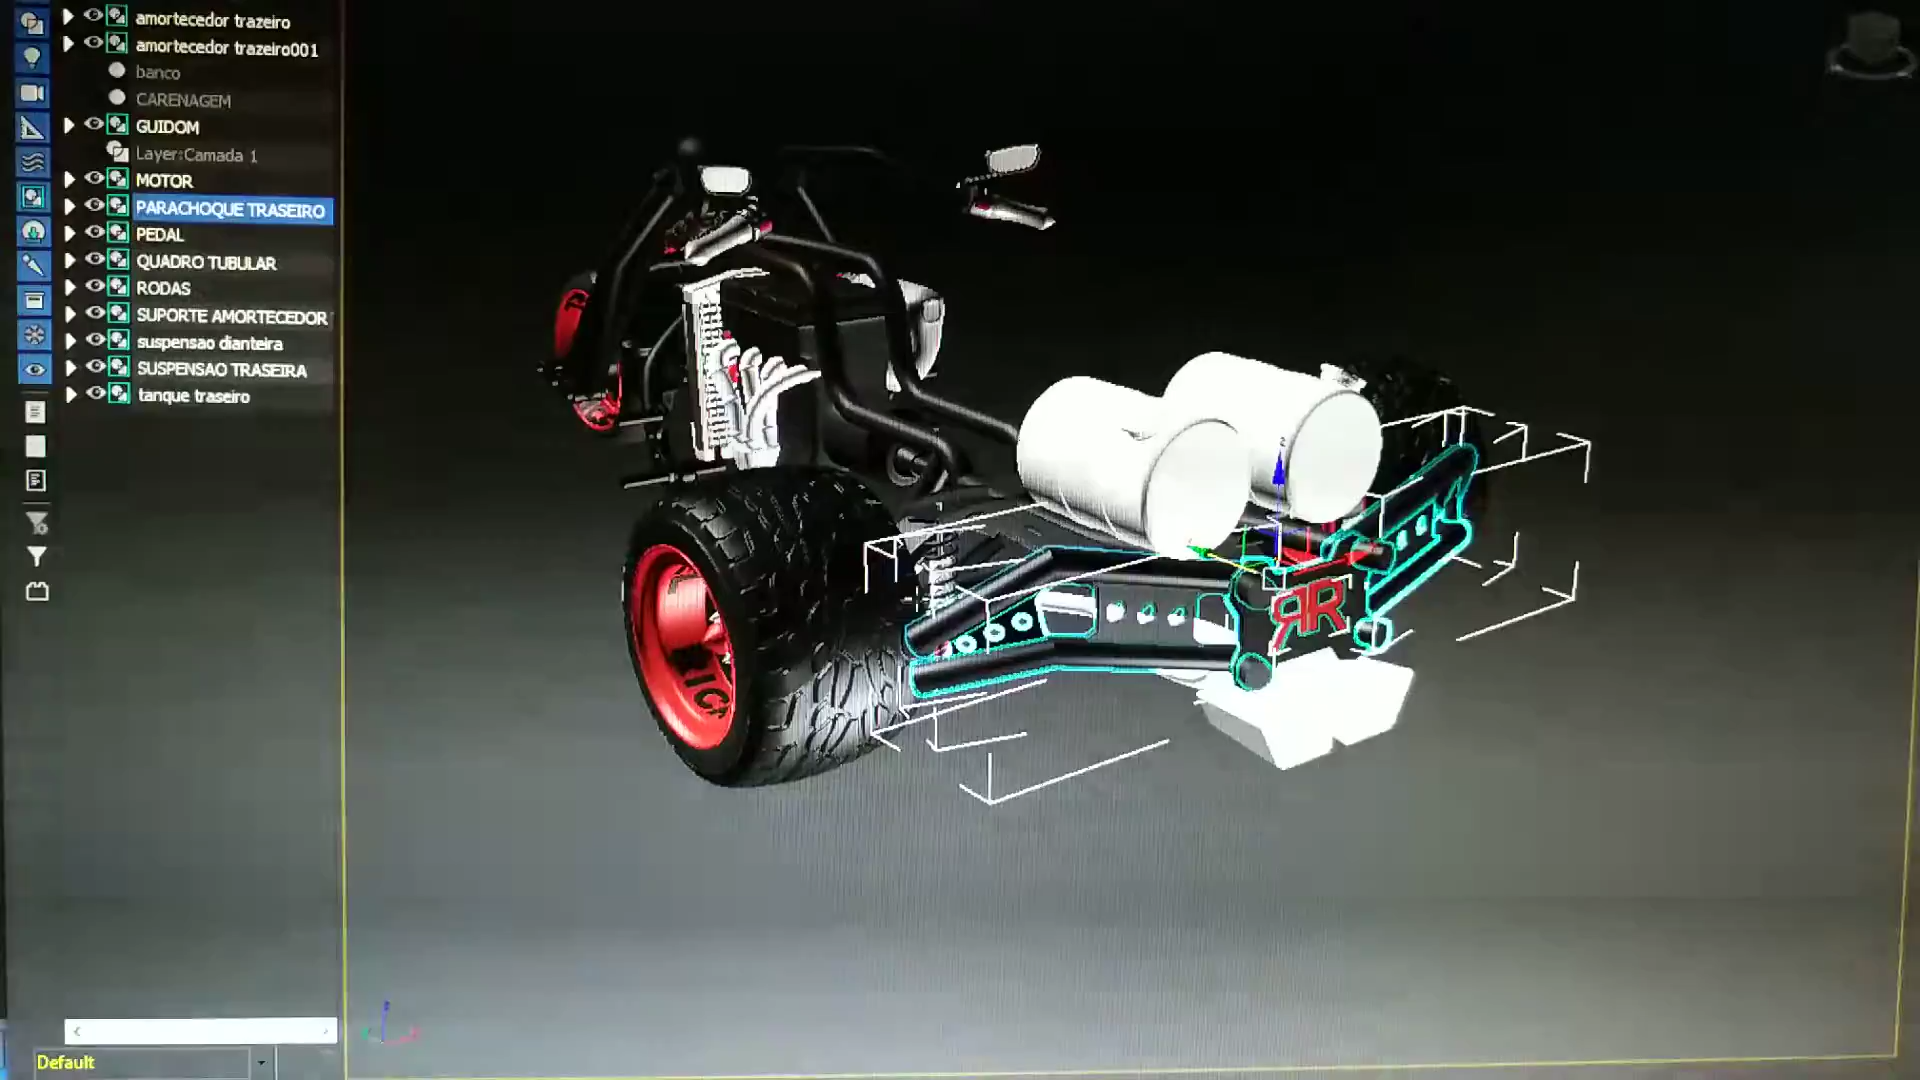 amortecedor trazeiro
amortecedor trazeiro001
banco
CARENAGEM
GUIDOM
Layer:Camada 1
MOTOR
PARACHOQUE TRASEIRO
PEDAL
QUADRO TUBULAR
RODAS
SUPORTE AMORTECEDOR
suspensao dianteira
SUSPENSAO TRASEIRA
tanque traseiro
Default